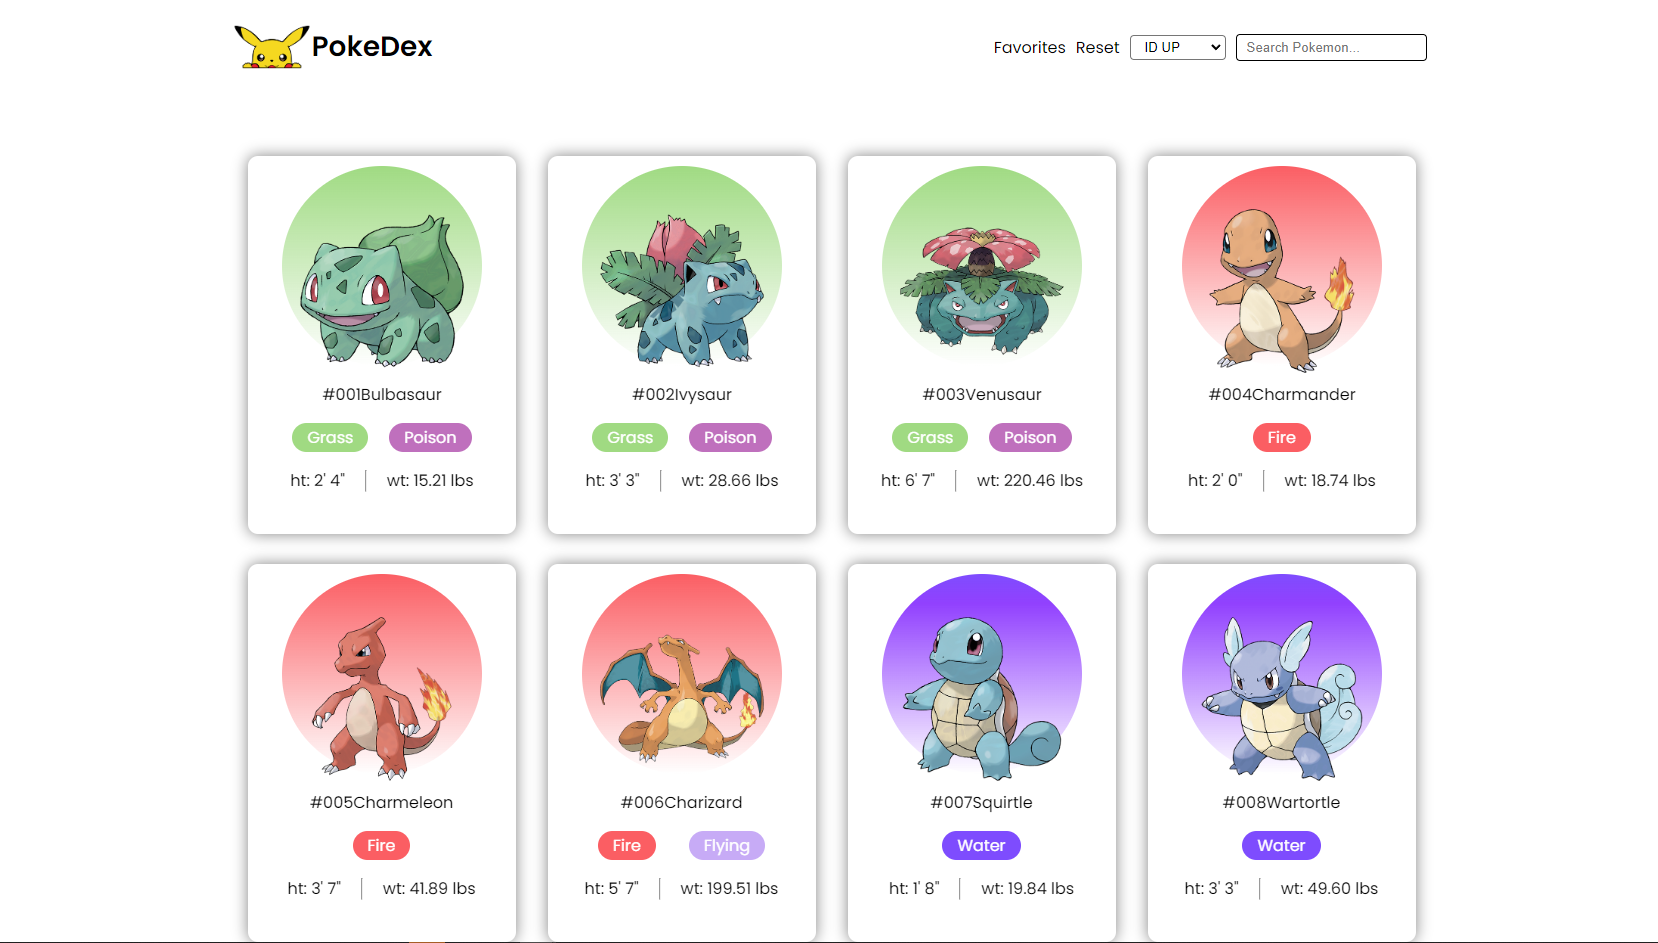 PokeDex
Favorites Reset ID UP Search Pokemon...
#001Bulbasaur
Grass Poison
ht: 2' 4" wt: 15.21 lbs
#002Ivysaur
Grass Poison
ht: 3' 3" wt: 28.66 lbs
#003Venusaur
Grass Poison
ht: 6' 7" wt: 220.46 lbs
#004Charmander
Fire
ht: 2' 0" wt: 18.74 lbs
#005Charmeleon
Fire
ht: 3' 7" wt: 41.89 lbs
#006Charizard
Fire Flying
ht: 5' 7" wt: 199.51 lbs
#007Squirtle
Water
ht: 1' 8" wt: 19.84 lbs
#008Wartortle
Water
ht: 3' 3" wt: 49.60 lbs